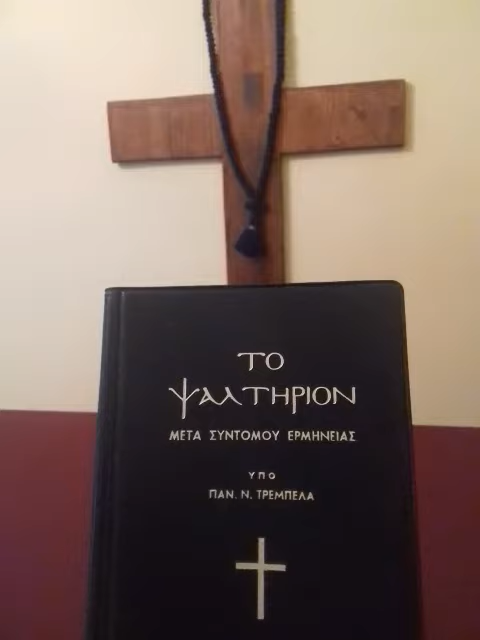 ΤΟ
ΨΑΛΤΗΡΙΟΝ
ΜΕΤΑ ΣΥΝΤΟΜΟΥ ΕΡΜΗΝΕΙΑΣ
ΥΠΟ
ΠΑΝ. Ν. ΤΡΕΜΠΕΛΑ